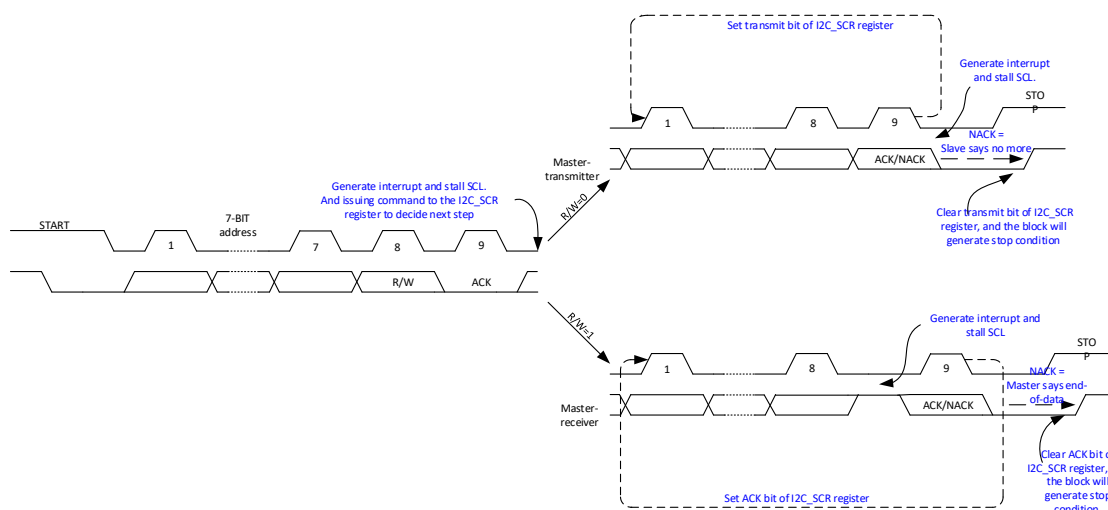 Set transmit bit of I2C_SCR register
Generate interrupt
and stall SCL.
STO
P
1
8
9
NACK =
Slave says no more
Master-
transmitter
ACK/NACK
R/W=0
Generate interrupt and stall SCL.
And issuing command to the I2C_SCR
register to decide next step
Clear transmit bit of I2C_SCR
register, and the block will
generate stop condition
START
7-BIT
address
1
7
8
9
R/W
ACK
R/W=1
Generate interrupt and
stall SCL
STO
P
1
8
9
NACK =
Master says end-
of-data
Master-
receiver
ACK/NACK
Clear ACK bit o
I2C_SCR register,
the block will
generate stop
condition
Set ACK bit of I2C_SCR register